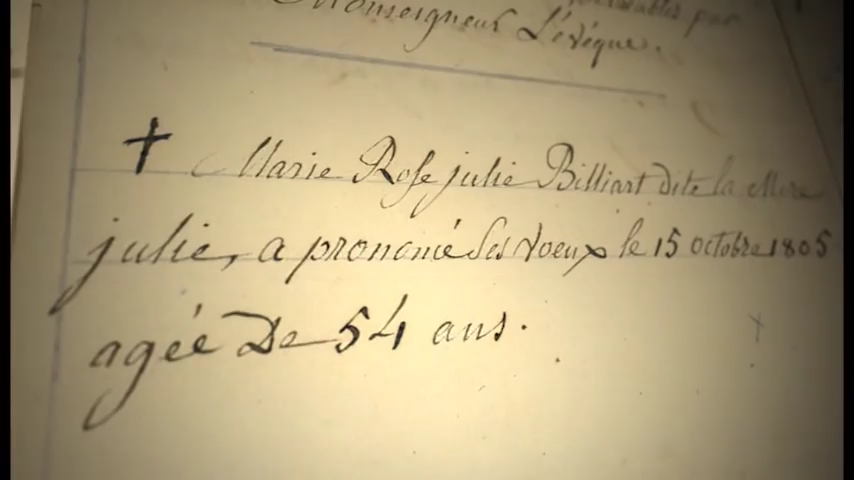 Monseigneur L'évêque.
✝ Marie Rose julie Billiart dite la Mere
julie, a prononcé ses voeux le 15 octobre 1805
agée De 54 ans.